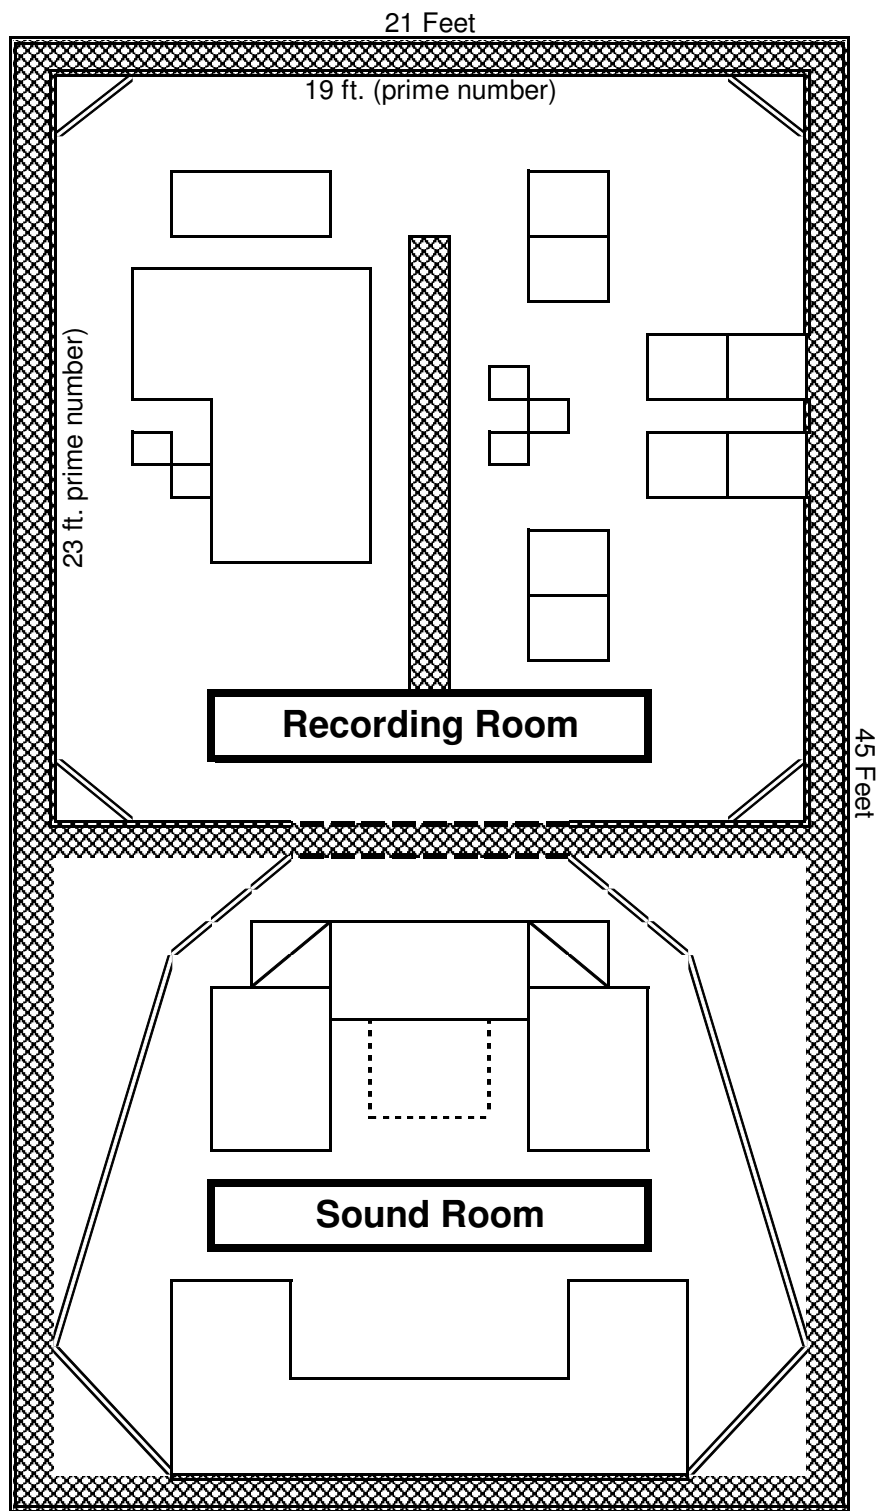 21 Feet
19 ft. (prime number)
23 ft. prime number)
Recording Room
45 Feet
Sound Room